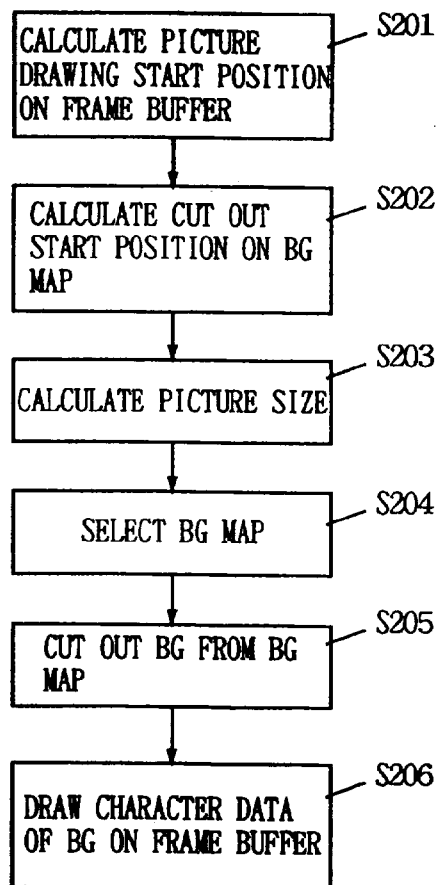 S201
CALCULATE PICTURE
DRAWING START POSITION
ON FRAME BUFFER
S202
CALCULATE CUT OUT
START POSITION ON BG
MAP
S203
CALCULATE PICTURE SIZE
S204
SELECT BG MAP
S205
CUT OUT BG FROM BG
MAP
S206
DRAW CHARACTER DATA
OF BG ON FRAME BUFFER